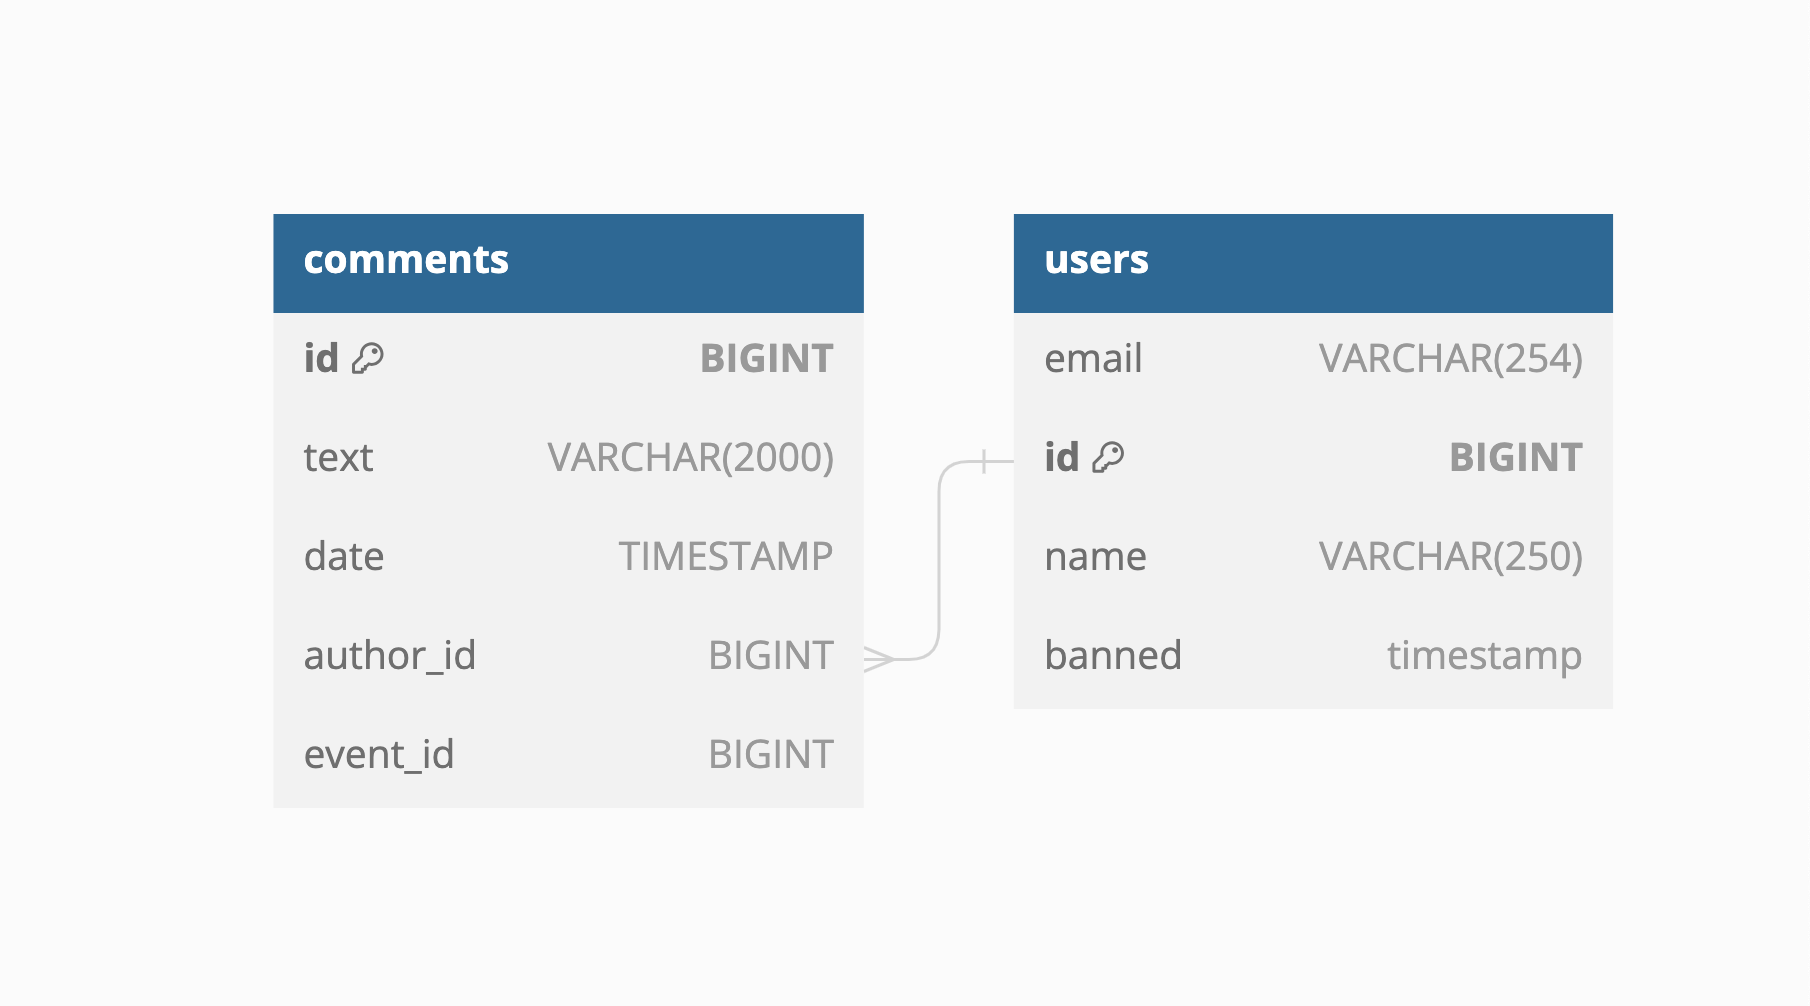 comments
id BIGINT
text VARCHAR(2000)
date TIMESTAMP
author_id BIGINT
event_id BIGINT
users
email VARCHAR(254)
id BIGINT
name VARCHAR(250)
banned timestamp